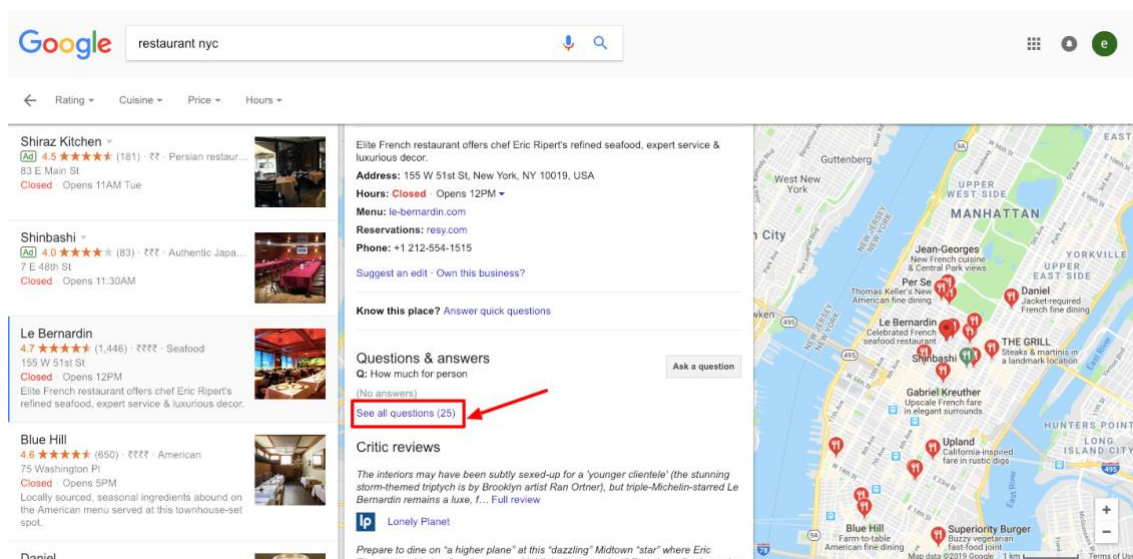 Google
restaurant nyc
e
Rating
Cuisine
Price
Hours
Shiraz Kitchen
Ad 4.5 ★★★★★ (181) · ₹₹ · Persian restaur...
83 E Main St
Closed · Opens 11AM Tue
Shinbashi
Ad 4.0 ★★★★★ (83) · ₹₹₹ · Authentic Japa...
7 E 48th St
Closed · Opens 11:30AM
Le Bernardin
4.7 ★★★★★ (1,446) · ₹₹₹₹ · Seafood
155 W 51st St
Closed · Opens 12PM
Elite French restaurant offers chef Eric Ripert's
refined seafood, expert service & luxurious decor.
Blue Hill
4.6 ★★★★★ (650) · ₹₹₹₹ · American
75 Washington Pl
Closed · Opens 5PM
Locally sourced, seasonal ingredients abound on
the American menu served at this townhouse-set
spot.
Daniel
Elite French restaurant offers chef Eric Ripert's refined seafood, expert service &
luxurious decor.
Address: 155 W 51st St, New York, NY 10019, USA
Hours: Closed · Opens 12PM
Menu: le-bernardin.com
Reservations: resy.com
Phone: +1 212-554-1515
Suggest an edit · Own this business?
Know this place? Answer quick questions
Questions & answers
Ask a question
Q: How much for person
(No answers)
See all questions (25)
Critic reviews
The interiors may have been subtly sexed-up for a 'younger clientele' (the stunning
storm-themed triptych is by Brooklyn artist Ran Ortner), but triple-Michelin-starred Le
Bernardin remains a luxe, f... Full review
lp Lonely Planet
Prepare to dine on "a higher plane" at this "dazzling" Midtown "star" where Eric
Guttenberg
West New
York
EAST
UPPER
WEST SIDE
MANHATTAN
City
Jean-Georges
New French cuisine
& Central Park views
YORKVILLE
UPPER
EAST SIDE
Per Se
Thomas Keller's New
American fine dining
Daniel
Jacket-required
French fine dining
Le Bernardin
Celebrated French
seafood restaurant
THE GRILL
Steaks & martinis in
a landmark location
Shinbashi
Gabriel Kreuther
Upscale French fare
in elegant surrounds
HUNTERS POINT
LONG
ISLAND CITY
Upland
California-inspired
fare in rustic digs
495
Blue Hill
Farm-to-table
American fine dining
Superiority Burger
Buzzy vegetarian
fast-food joint
78
Map data ©2019 Google
1 km
Terms of Us